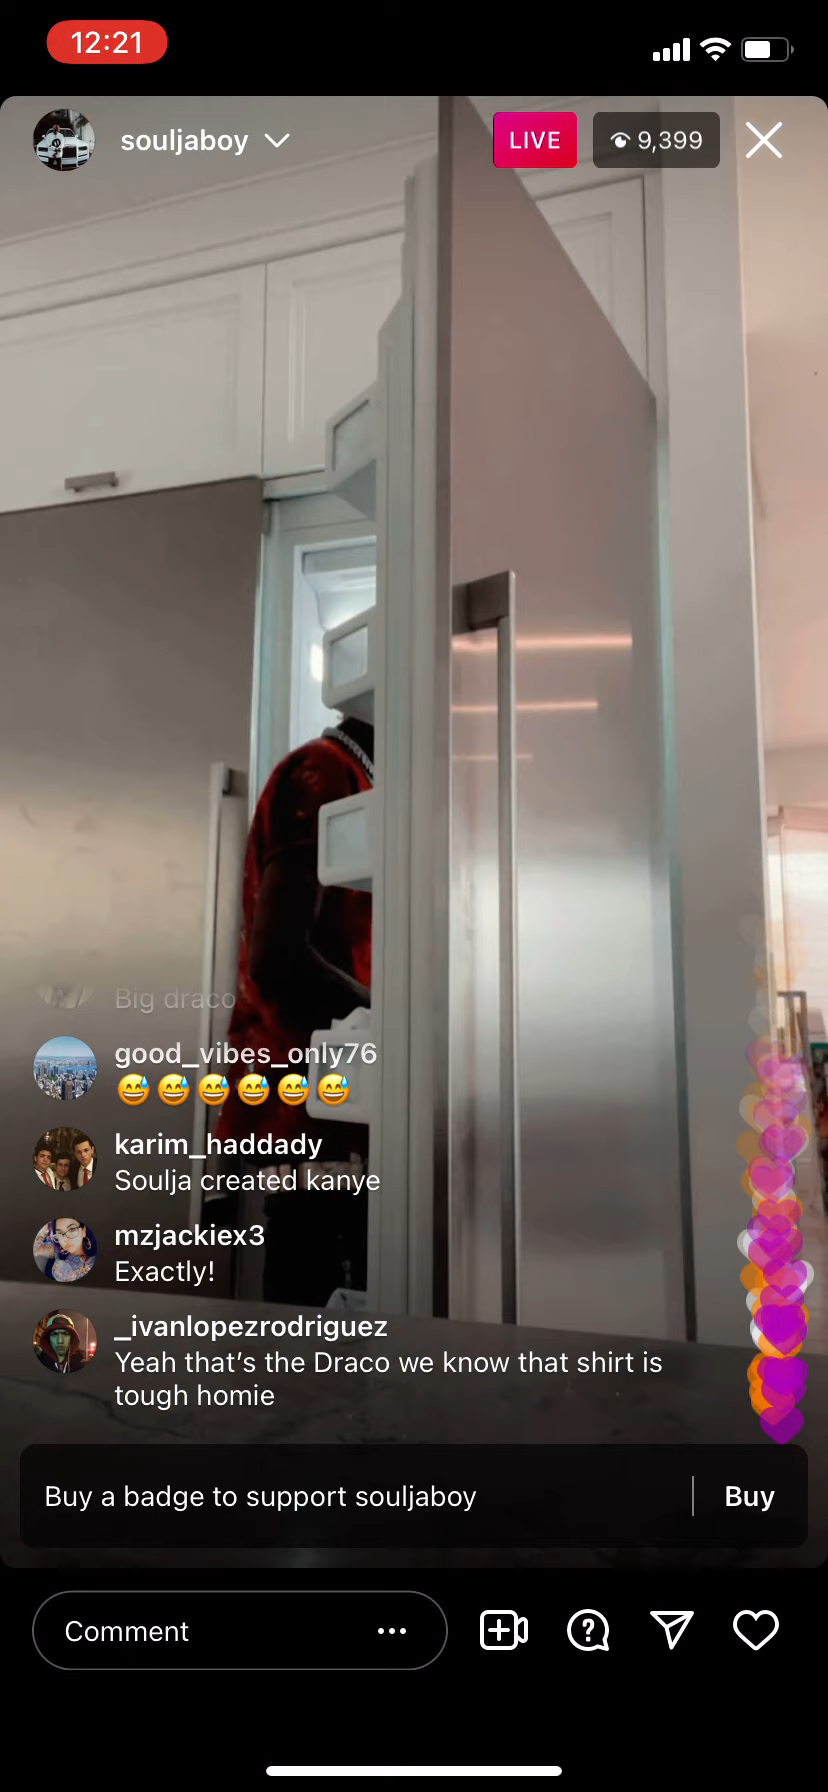 12:21
souljaboy
LIVE
9,399
Big draco
good_vibes_only76
😅😅😅😅😅😅
karim_haddady
Soulja created kanye
mzjackiex3
Exactly!
_ivanlopezrodriguez
Yeah that's the Draco we know that shirt is
tough homie
Buy a badge to support souljaboy
Buy
Comment